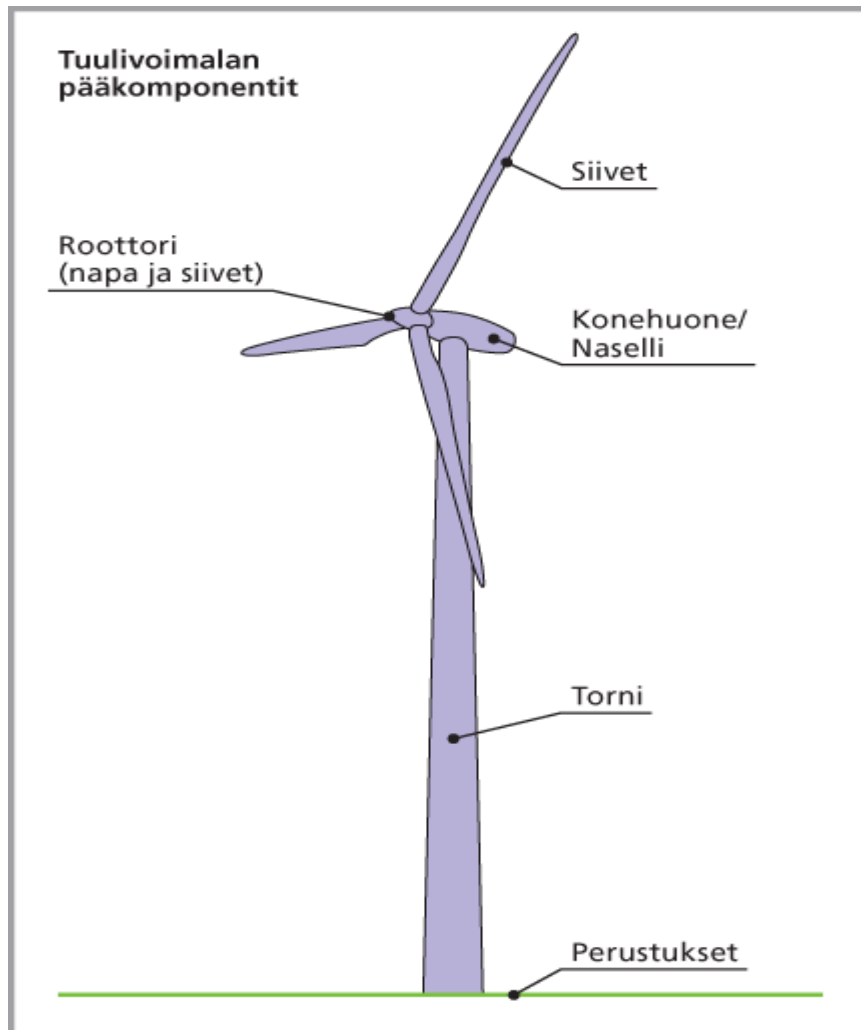 Tuulivoimalan
pääkomponentit
Siivet
Roottori
(napa ja siivet)
Konehuone/
Naselli
Torni
Perustukset